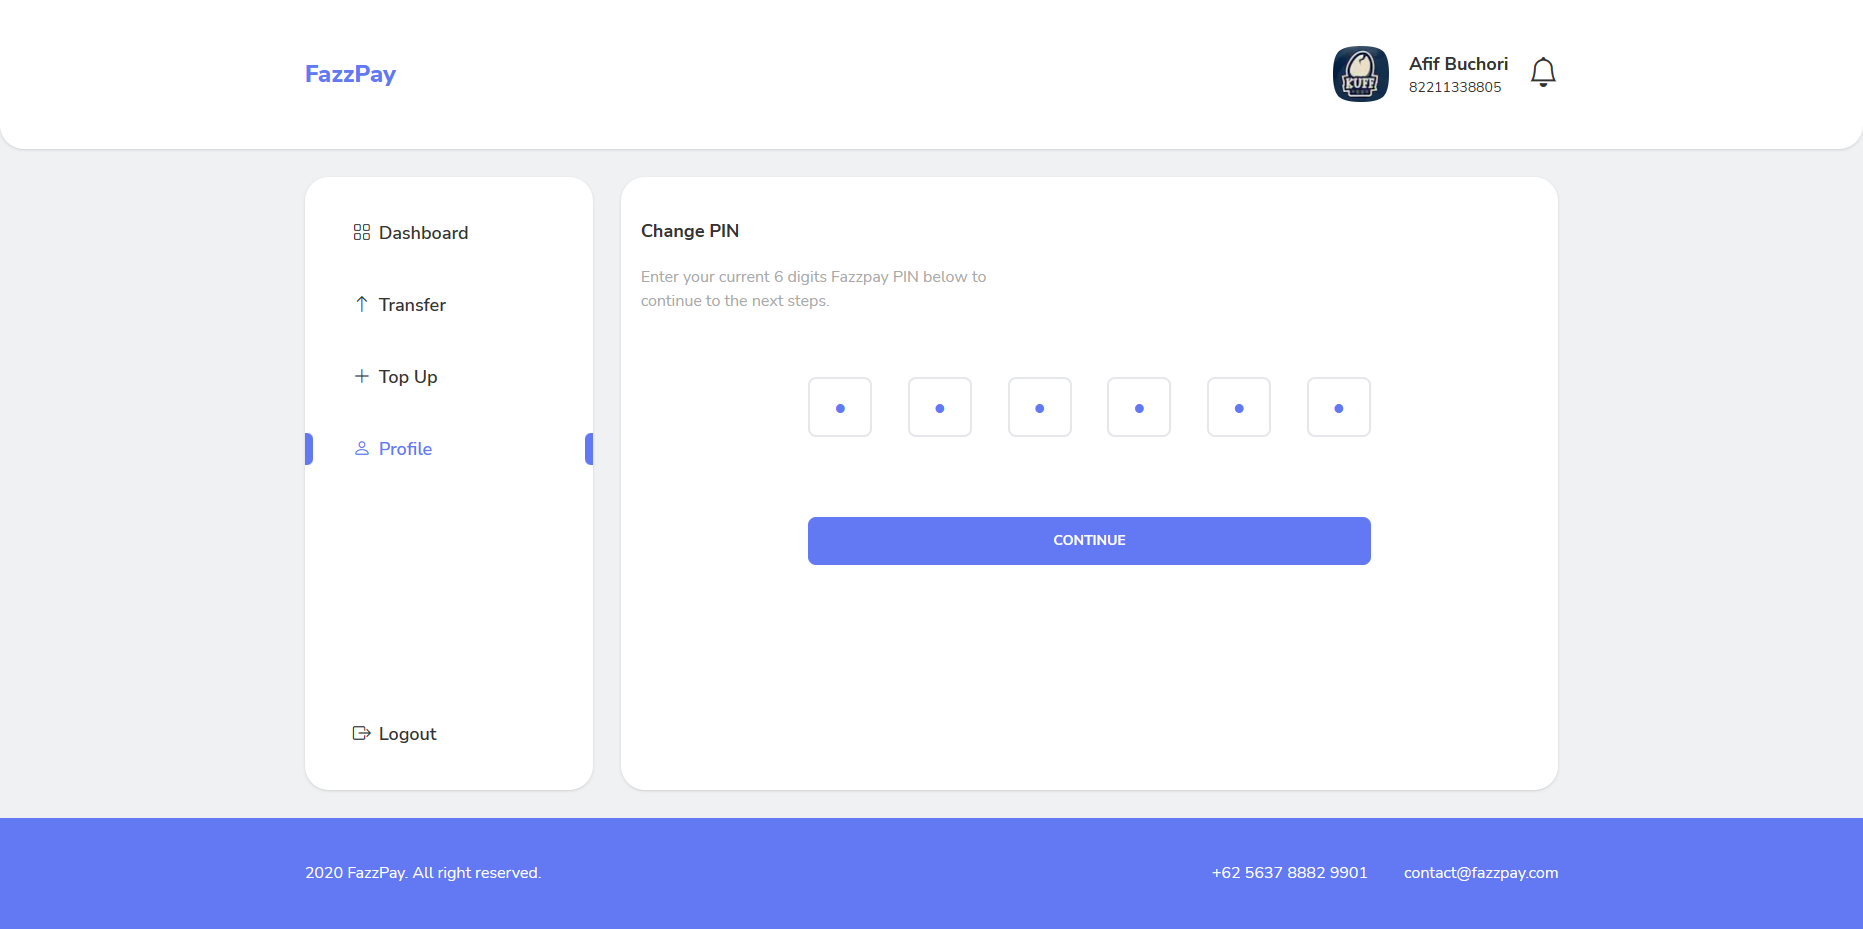 FazzPay
KUFF
Afif Buchori
82211338805
Dashboard
Transfer
Top Up
Profile
Logout
Change PIN
Enter your current 6 digits Fazzpay PIN below to
continue to the next steps.
CONTINUE
2020 FazzPay. All right reserved.
+62 5637 8882 9901
contact@fazzpay.com